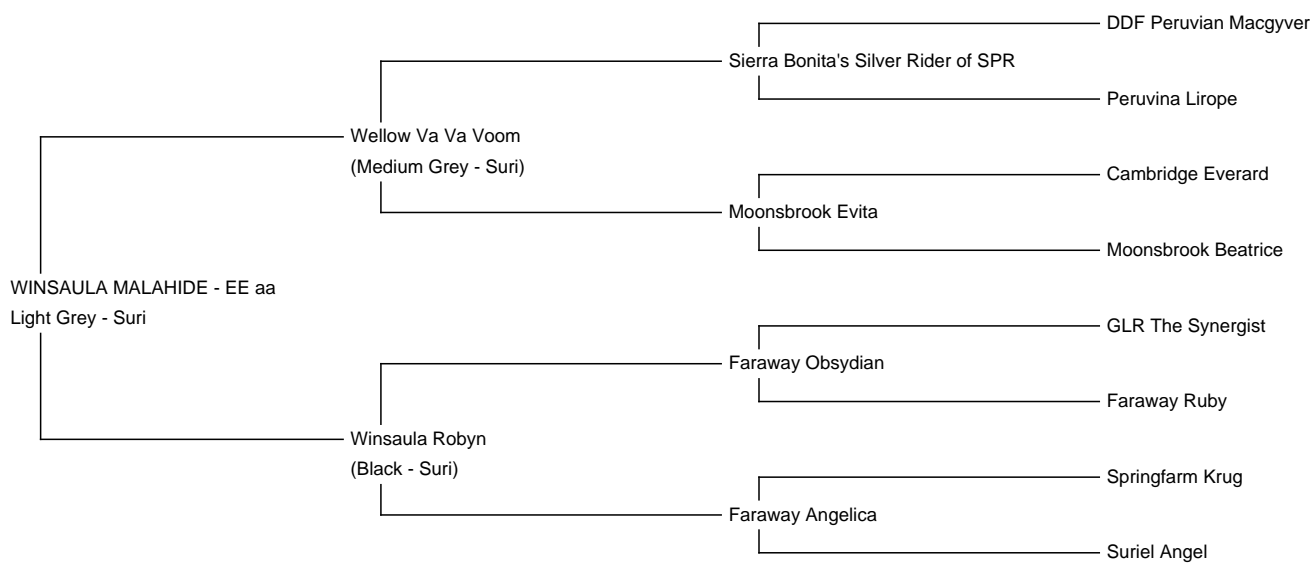 DDF Peruvian Macgyver
Sierra Bonita's Silver Rider of SPR
Peruvina Lirope
Wellow Va Va Voom
(Medium Grey - Suri)
Cambridge Everard
Moonsbrook Evita
Moonsbrook Beatrice
WINSAULA MALAHIDE - EE aa
Light Grey - Suri
GLR The Synergist
Faraway Obsydian
Faraway Ruby
Winsaula Robyn
(Black - Suri)
Springfarm Krug
Faraway Angelica
Suriel Angel